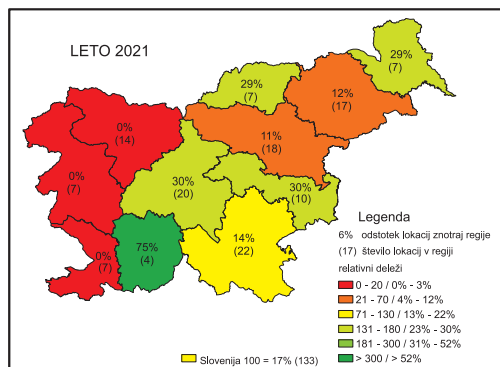 LETO 2021
29%
(7)
29%
(7)
12%
(17)
0%
(14)
11%
(18)
0%
(7)
30%
(20)
30%
(10)
75%
(4)
14%
(22)
0%
(7)
Legenda
6% odstotek lokacij znotraj regije
(17) število lokacij v regiji
relativni deleži
0 - 20 / 0% - 3%
21 - 70 / 4% - 12%
71 - 130 / 13% - 22%
131 - 180 / 23% - 30%
181 - 300 / 31% - 52%
> 300 / > 52%
Slovenija 100 = 17% (133)